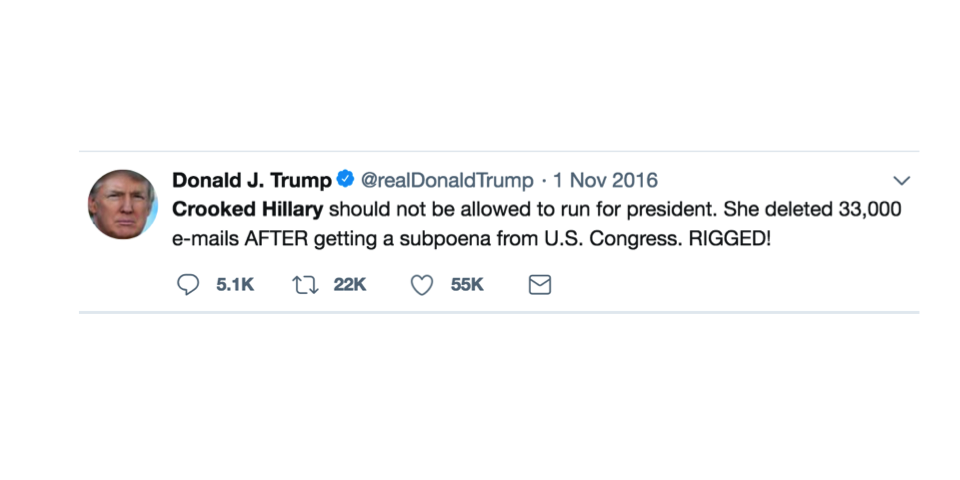 Donald J. Trump @realDonaldTrump · 1 Nov 2016
Crooked Hillary should not be allowed to run for president. She deleted 33,000
e-mails AFTER getting a subpoena from U.S. Congress. RIGGED!
5.1K 22K 55K